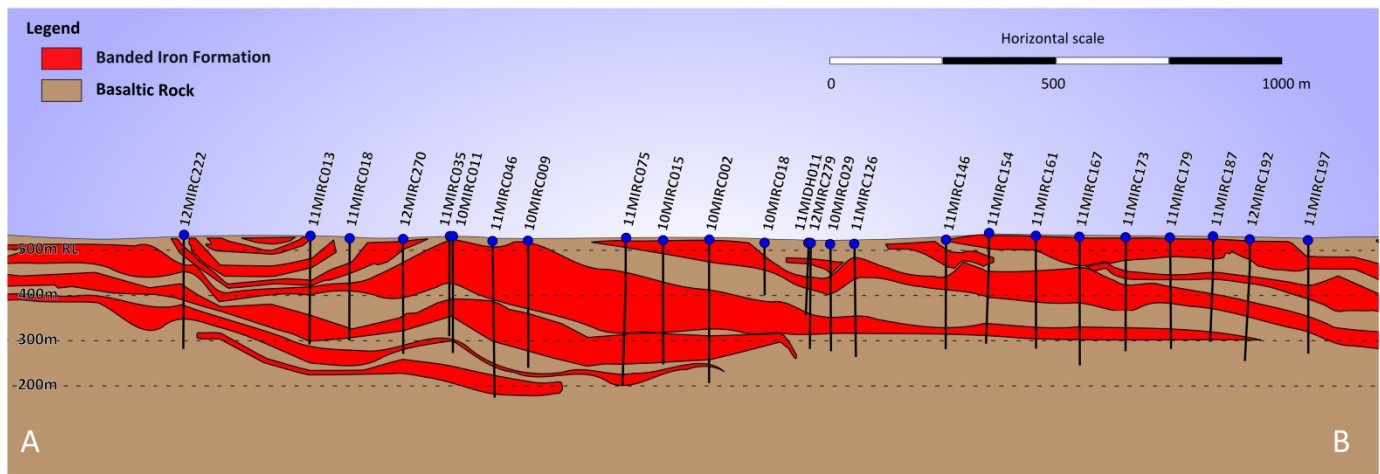 Legend
Banded Iron Formation
Basaltic Rock
Horizontal scale
0 500 1000 m
12MIRC222
11MIRC013
11MIRC018
12MIRC270
11MIRC035
10MIRC011
11MIRC046
10MIRC009
11MIRC075
10MIRC015
10MIRC002
10MIRC018
11MIDH011
12MIRC279
10MIRC029
11MIRC126
11MIRC146
11MIRC154
11MIRC161
11MIRC167
11MIRC173
11MIRC179
11MIRC187
12MIRC192
11MIRC197
500m RL
400m
300m
200m
A B